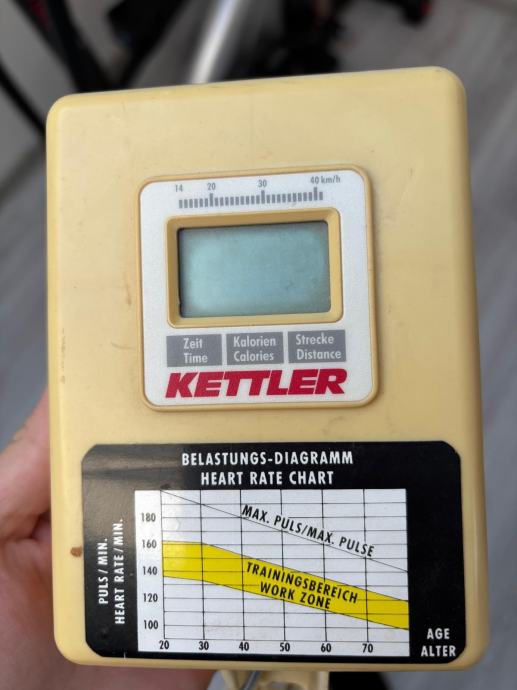 14 20 30 40 km/h
Zeit Kalorien Strecke
Time Calories Distance
KETTLER
BELASTUNGS-DIAGRAMM
HEART RATE CHART
PULS / MIN.
HEART RATE / MIN.
180
160
140
120
100
MAX. PULS/MAX. PULSE
TRAININGSBEREICH
WORK ZONE
20 30 40 50 60 70
AGE
ALTER